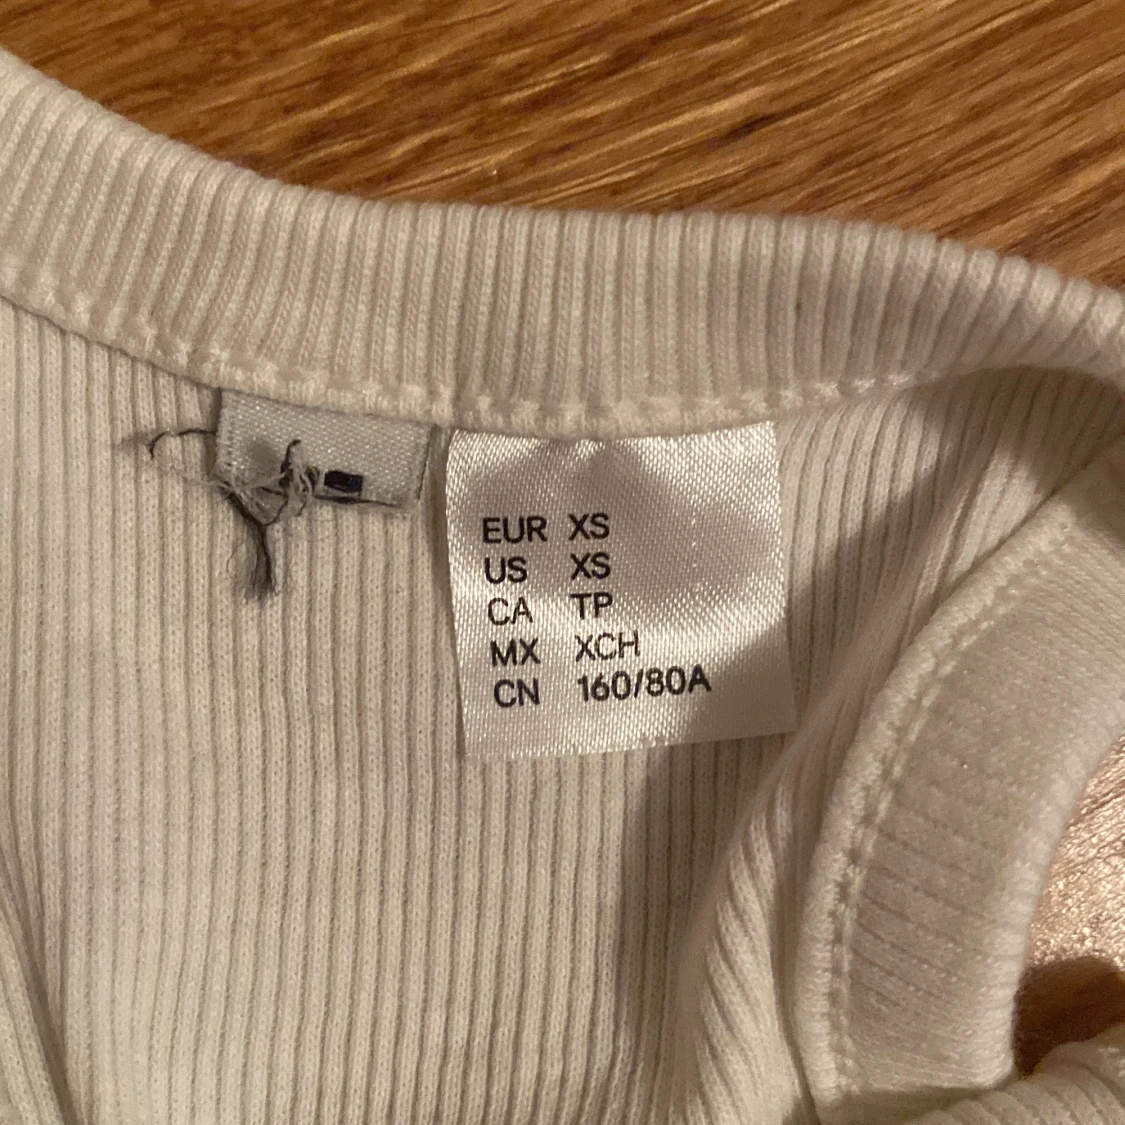 EUR XS
US XS
CA TP
MX XCH
CN 160/80A